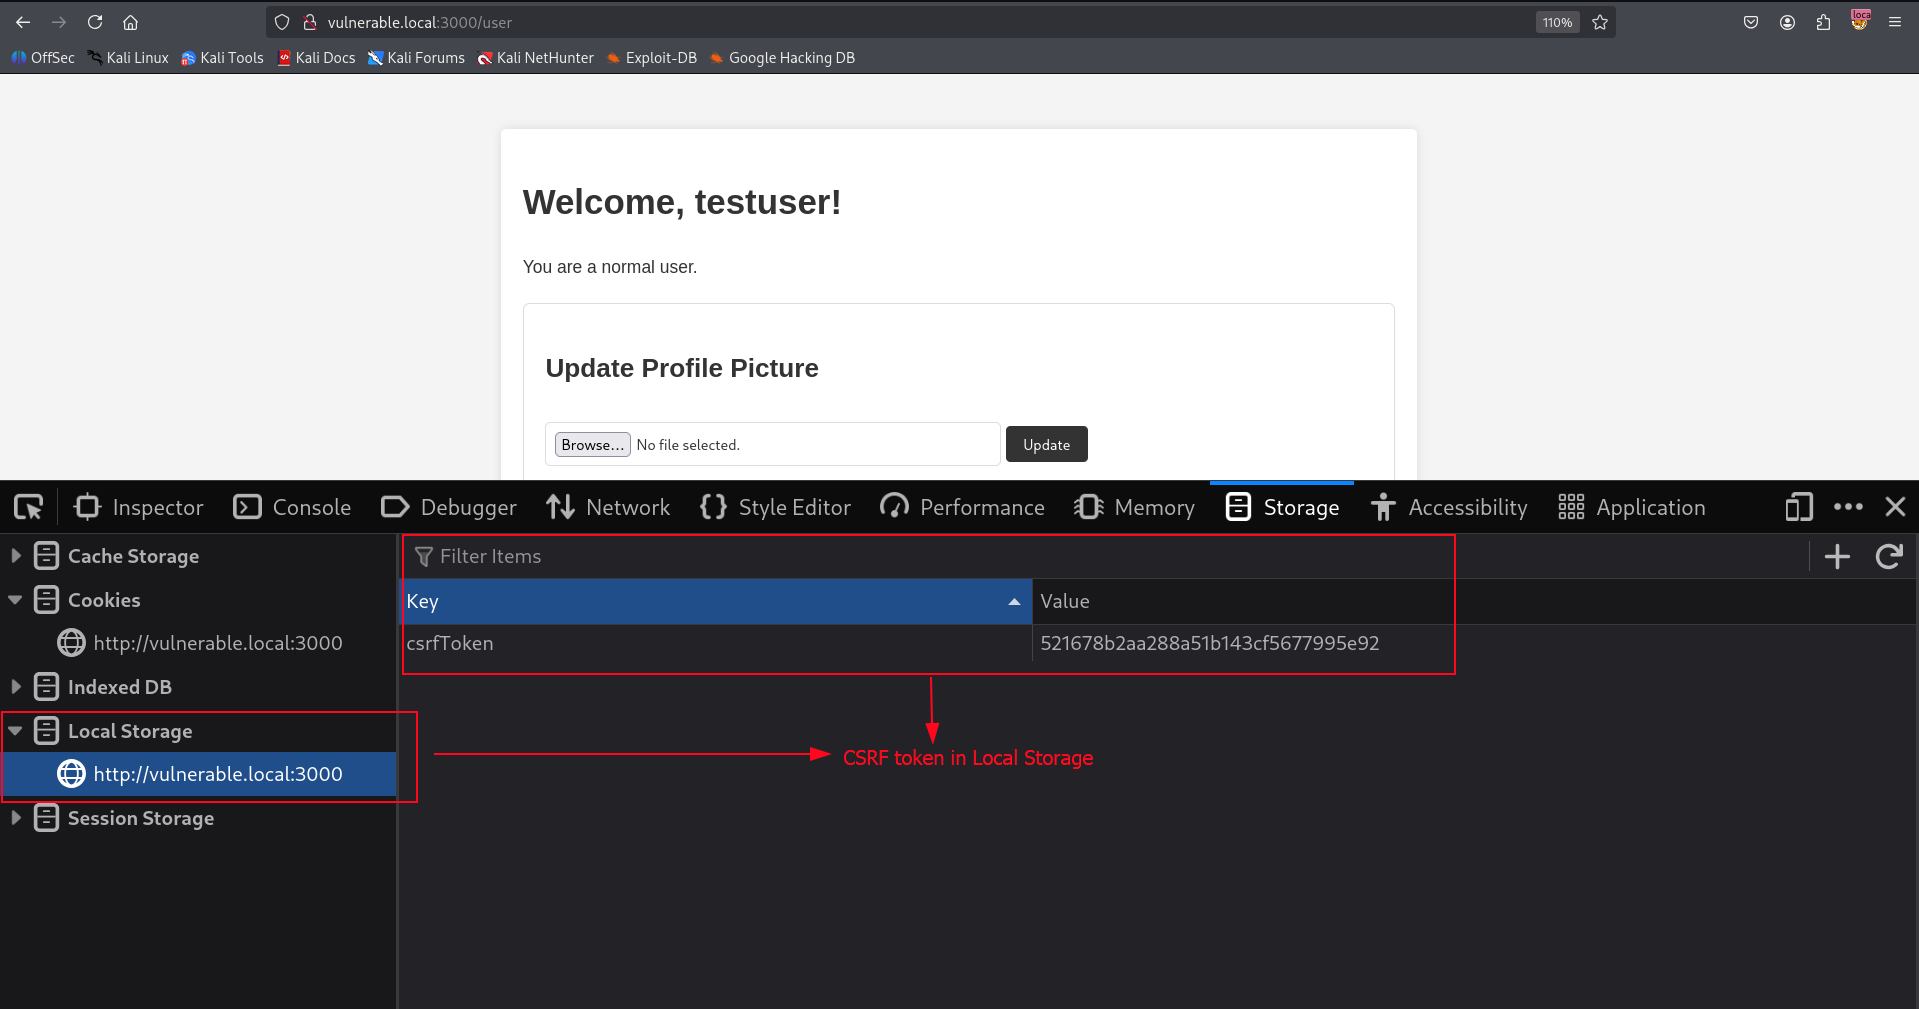 vulnerable.local:3000/user
110%
loca
OffSec Kali Linux Kali Tools Kali Docs Kali Forums Kali NetHunter Exploit-DB Google Hacking DB
Welcome, testuser!
You are a normal user.
Update Profile Picture
Browse... No file selected. Update
Inspector Console Debugger Network Style Editor Performance Memory Storage Accessibility Application
Cache Storage
Filter Items
Cookies
Key Value
http://vulnerable.local:3000
csrfToken 521678b2aa288a51b143cf5677995e92
Indexed DB
Local Storage
http://vulnerable.local:3000
CSRF token in Local Storage
Session Storage